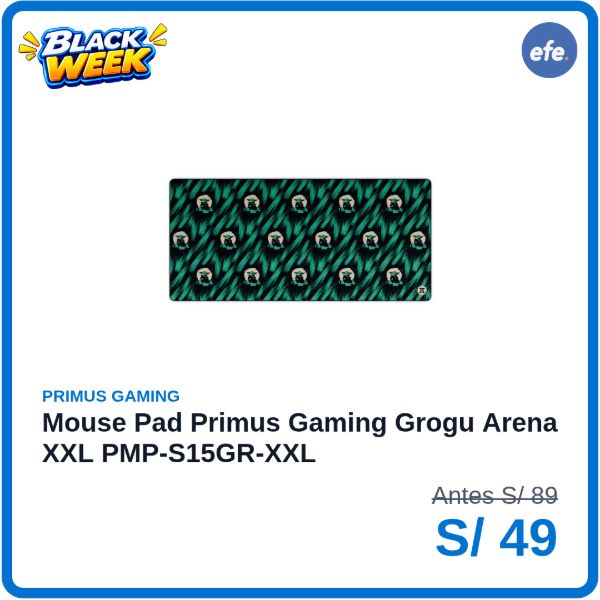 BLACK
WEEK
efe.
PRIMUS GAMING
Mouse Pad Primus Gaming Grogu Arena
XXL PMP-S15GR-XXL
Antes S/ 89
S/ 49